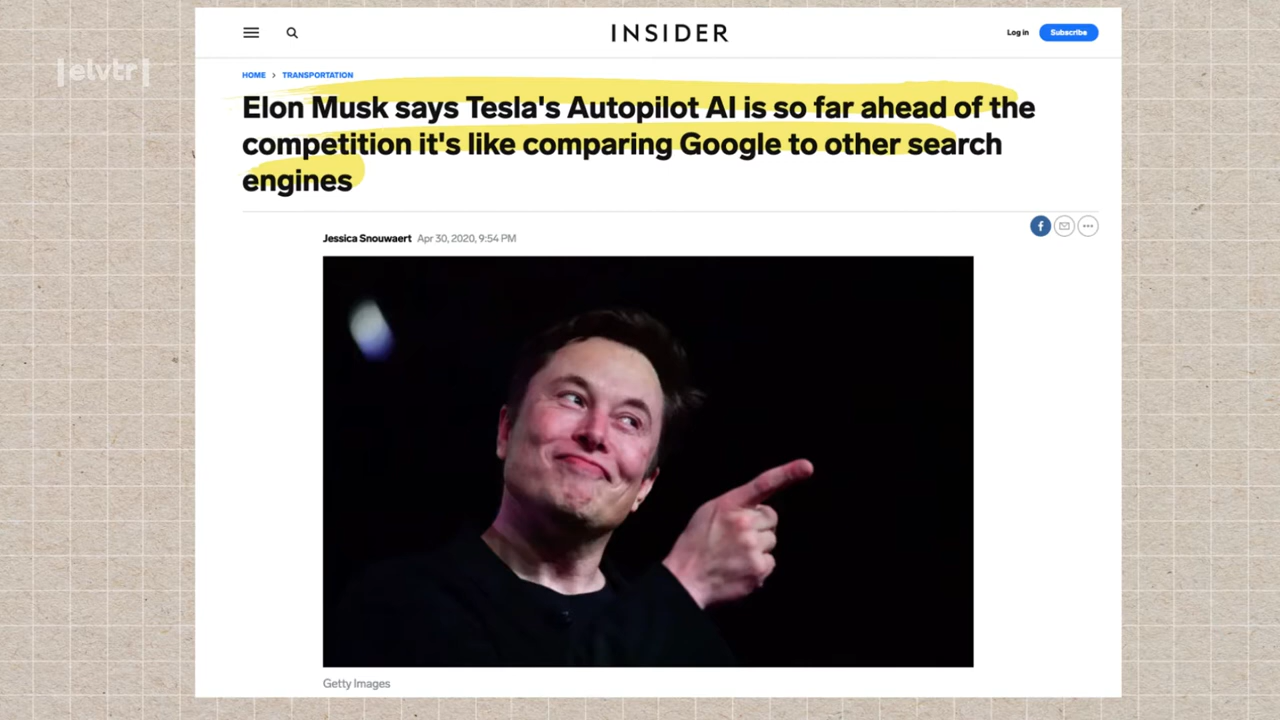 |elvtr|
INSIDER
Log in
Subscribe
HOME > TRANSPORTATION
Elon Musk says Tesla's Autopilot AI is so far ahead of the
competition it's like comparing Google to other search
engines
Jessica Snouwaert Apr 30, 2020, 9:54 PM
Getty Images